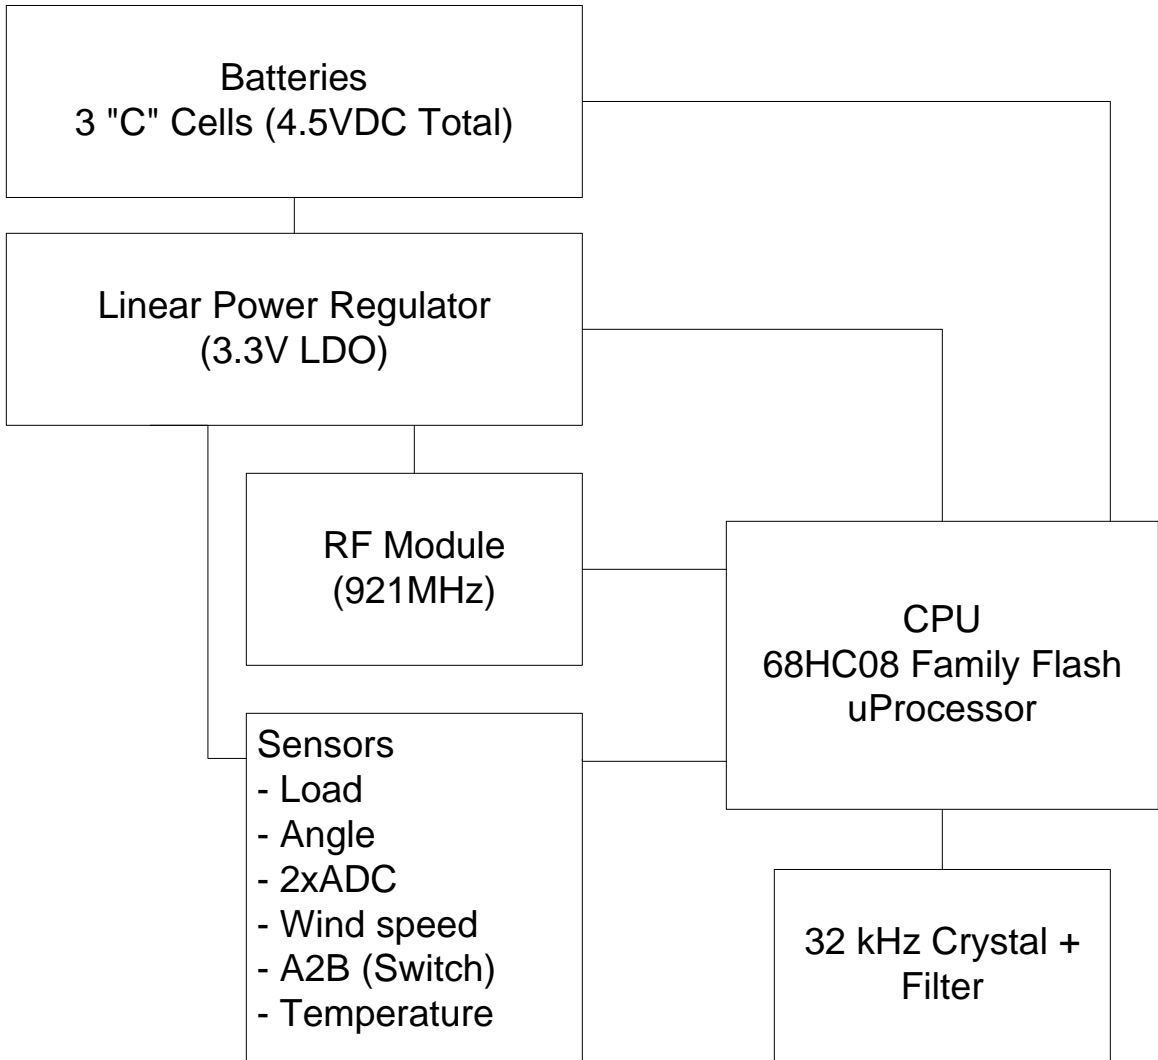 Batteries
3 "C" Cells (4.5VDC Total)
Linear Power Regulator
(3.3V LDO)
RF Module
(921MHz)
CPU
68HC08 Family Flash
uProcessor
Sensors
- Load
- Angle
- 2xADC
- Wind speed
- A2B (Switch)
- Temperature
32 kHz Crystal +
Filter